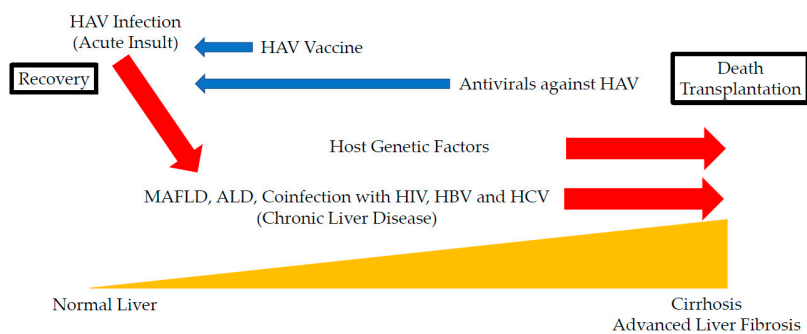 HAV Infection
(Acute Insult)
HAV Vaccine
Recovery
Antivirals against HAV
Death
Transplantation
Host Genetic Factors
MAFLD, ALD, Coinfection with HIV, HBV and HCV
(Chronic Liver Disease)
Normal Liver
Cirrhosis
Advanced Liver Fibrosis